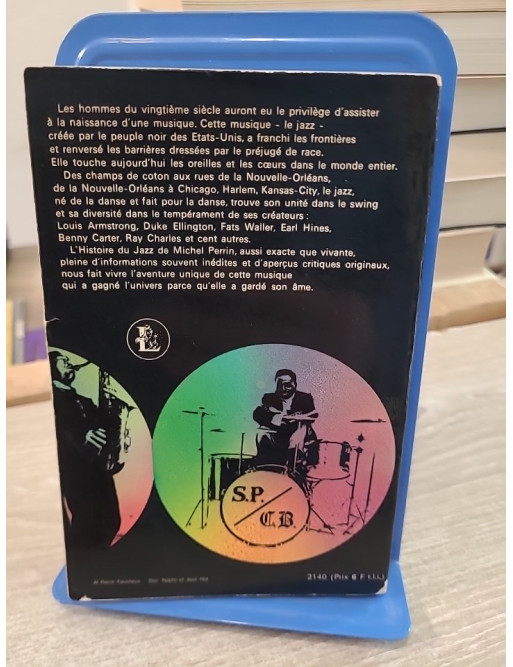 Les hommes du vingtième siècle auront eu le privilège d'assister
à la naissance d'une musique. Cette musique - le jazz -
créée par le peuple noir des Etats-Unis, a franchi les frontières
et renversé les barrières dressées par le préjugé de race.
Elle touche aujourd'hui les oreilles et les cœurs dans le monde entier.
Des champs de coton aux rues de la Nouvelle-Orléans,
de la Nouvelle-Orléans à Chicago, Harlem, Kansas-City, le jazz,
né de la danse et fait pour la danse, trouve son unité dans le swing
et sa diversité dans le tempérament de ses créateurs :
Louis Armstrong, Duke Ellington, Fats Waller, Earl Hines,
Benny Carter, Ray Charles et cent autres.
L'Histoire du Jazz de Michel Perrin, aussi exacte que vivante,
pleine d'informations souvent inédites et d'aperçus critiques originaux,
nous fait vivre l'aventure unique de cette musique
qui a gagné l'univers parce qu'elle a gardé son âme.
L
S.P.
C.B.
Jazz
2140 (Prix 6 F t.l.i.)